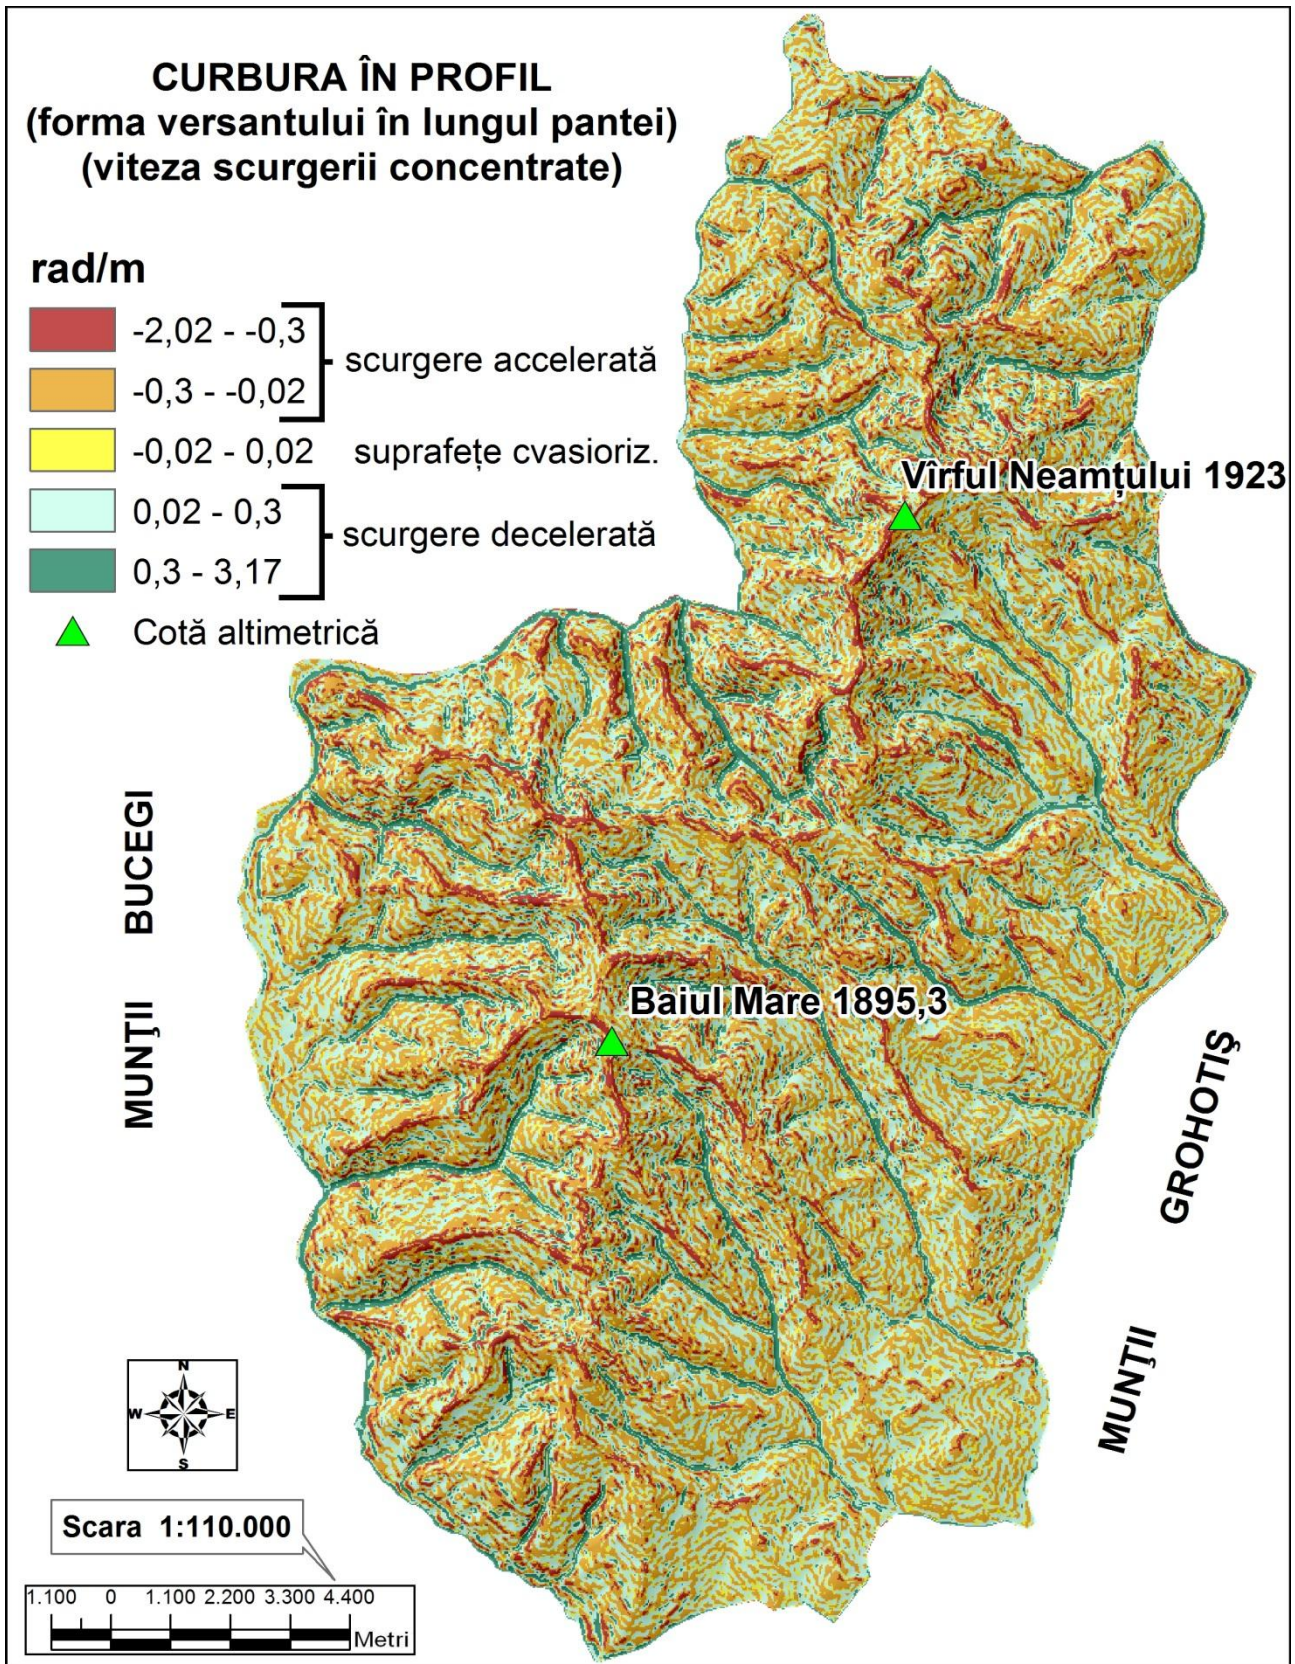 CURBURA ÎN PROFIL
(forma versantului în lungul pantei)
(viteza scurgerii concentrate)
rad/m
-2,02 - -0,3
-0,3 - -0,02
scurgere accelerată
-0,02 - 0,02 suprafețe cvasioriz.
0,02 - 0,3
0,3 - 3,17
scurgere decelerată
Cotă altimetrică
Vîrful Neamțului 1923
Baiul Mare 1895,3
MUNŢII BUCEGI
MUNŢII GROHOTIŞ
N
W E
S
Scara 1:110.000
1.100 0 1.100 2.200 3.300 4.400
Metri